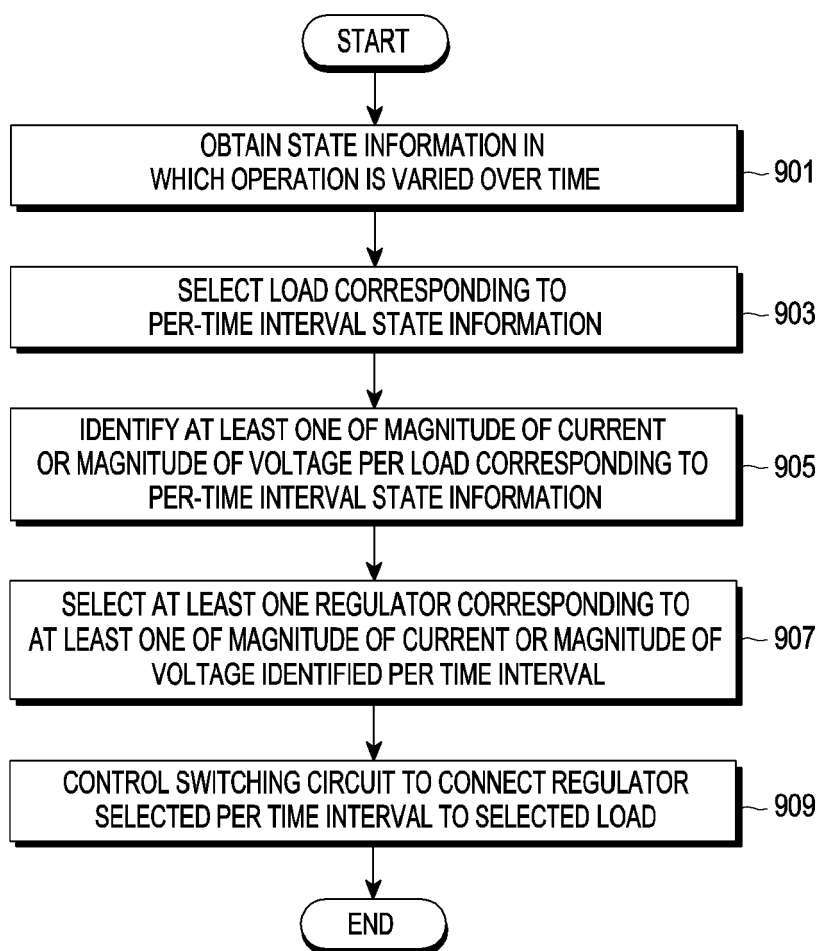 START
OBTAIN STATE INFORMATION IN
WHICH OPERATION IS VARIED OVER TIME
901
SELECT LOAD CORRESPONDING TO
PER-TIME INTERVAL STATE INFORMATION
903
IDENTIFY AT LEAST ONE OF MAGNITUDE OF CURRENT
OR MAGNITUDE OF VOLTAGE PER LOAD CORRESPONDING TO
PER-TIME INTERVAL STATE INFORMATION
905
SELECT AT LEAST ONE REGULATOR CORRESPONDING TO
AT LEAST ONE OF MAGNITUDE OF CURRENT OR MAGNITUDE OF
VOLTAGE IDENTIFIED PER TIME INTERVAL
907
CONTROL SWITCHING CIRCUIT TO CONNECT REGULATOR
SELECTED PER TIME INTERVAL TO SELECTED LOAD
909
END